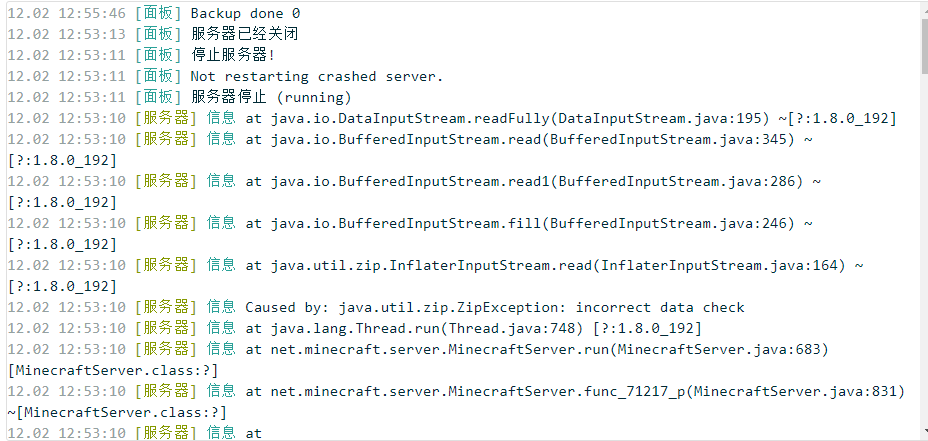 12.02 12:55:46 [面板] Backup done 0
12.02 12:53:13 [面板] 服务器已经关闭
12.02 12:53:11 [面板] 停止服务器!
12.02 12:53:11 [面板] Not restarting crashed server.
12.02 12:53:11 [面板] 服务器停止 (running)
12.02 12:53:10 [服务器] 信息 at java.io.DataInputStream.readFully(DataInputStream.java:195) ~[?:1.8.0_192]
12.02 12:53:10 [服务器] 信息 at java.io.BufferedInputStream.read(BufferedInputStream.java:345) ~
[?:1.8.0_192]
12.02 12:53:10 [服务器] 信息 at java.io.BufferedInputStream.read1(BufferedInputStream.java:286) ~
[?:1.8.0_192]
12.02 12:53:10 [服务器] 信息 at java.io.BufferedInputStream.fill(BufferedInputStream.java:246) ~
[?:1.8.0_192]
12.02 12:53:10 [服务器] 信息 at java.util.zip.InflaterInputStream.read(InflaterInputStream.java:164) ~
[?:1.8.0_192]
12.02 12:53:10 [服务器] 信息 Caused by: java.util.zip.ZipException: incorrect data check
12.02 12:53:10 [服务器] 信息 at java.lang.Thread.run(Thread.java:748) [?:1.8.0_192]
12.02 12:53:10 [服务器] 信息 at net.minecraft.server.MinecraftServer.run(MinecraftServer.java:683)
[MinecraftServer.class:?]
12.02 12:53:10 [服务器] 信息 at net.minecraft.server.MinecraftServer.func_71217_p(MinecraftServer.java:831)
~[MinecraftServer.class:?]
12.02 12:53:10 [服务器] 信息 at